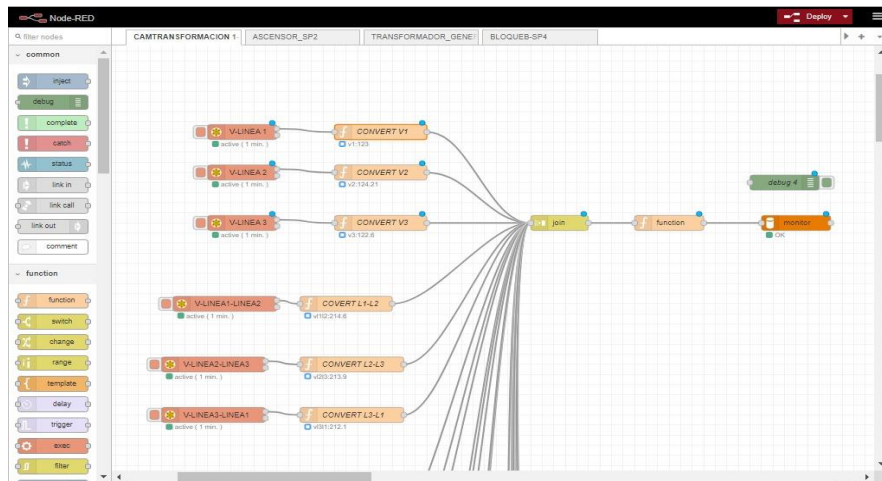 Node-RED
Deploy
filter nodes
CAMTRANSFORMACION 1-
ASCENSOR_SP2
TRANSFORMADOR_GENE
BLOQUEB-SP4
common
inject
debug
complete
catch
status
link in
link call
link out
comment
function
function
switch
change
range
template
delay
trigger
exec
filter
V-LINEA 1
active ( 1 min. )
CONVERT V1
v1:123
V-LINEA 2
active ( 1 min. )
CONVERT V2
v2:124.21
debug 4
V-LINEA 3
active ( 1 min. )
CONVERT V3
v3:122.6
join
function
monitor
OK
V-LINEA1-LINEA2
active ( 1 min. )
COVERT L1-L2
vl1l2:214.6
V-LINEA2-LINEA3
active ( 1 min. )
CONVERT L2-L3
vl2l3:213.9
V-LINEA3-LINEA1
active ( 1 min. )
CONVERT L3-L1
vl3l1:212.1